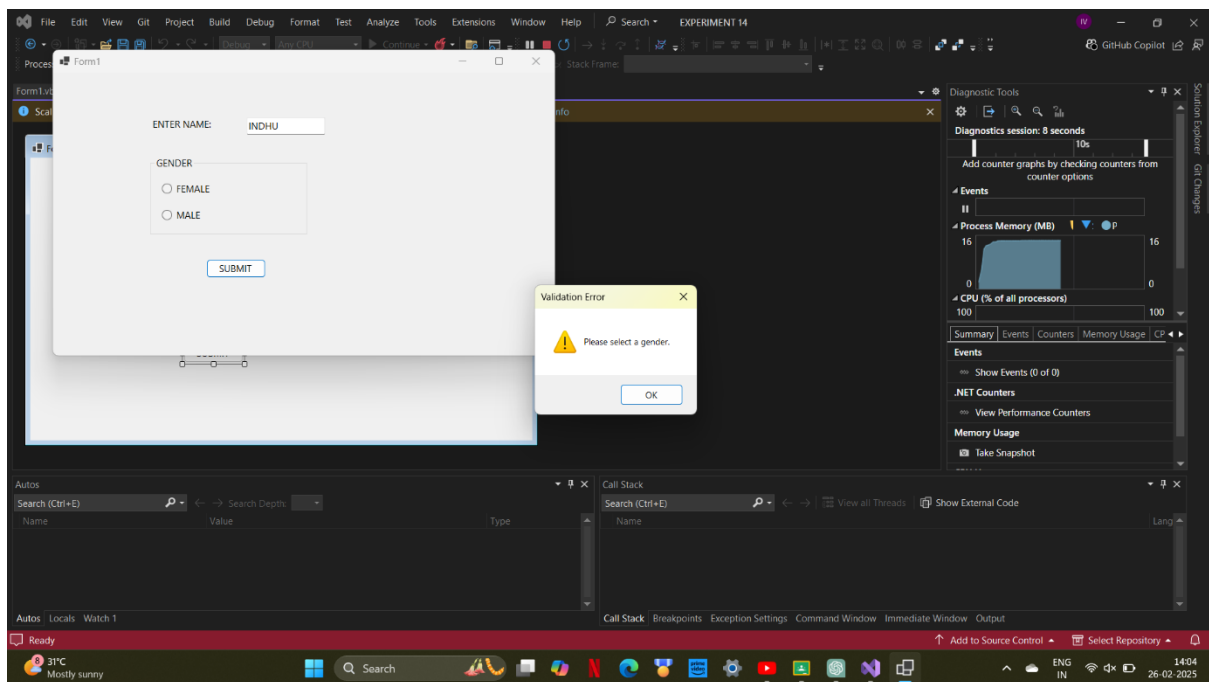 File Edit View Git Project Build Debug Format Test Analyze Tools Extensions Window Help Search EXPERIMENT 14 IV
Debug Any CPU Continue GitHub Copilot
Stack Frame:
Form1
Diagnostic Tools
Diagnostics session: 8 seconds
10s
Add counter graphs by checking counters from
counter options
Events
Process Memory (MB) P
16 16
0 0
CPU (% of all processors)
100 100
Summary Events Counters Memory Usage CP
Events
Show Events (0 of 0)
.NET Counters
View Performance Counters
Memory Usage
Take Snapshot
Solution Explorer
Git Changes
ENTER NAME: INDHU
GENDER
FEMALE
MALE
SUBMIT
Validation Error
Please select a gender.
OK
Autos
Search (Ctrl+E) Search Depth:
Name Value Type
Autos Locals Watch 1
Call Stack
Search (Ctrl+E) View all Threads Show External Code
Name Lang
Call Stack Breakpoints Exception Settings Command Window Immediate Window Output
Ready Add to Source Control Select Repository
8 31°C
Mostly sunny
Search
ENG
IN
14:04
26-02-2025